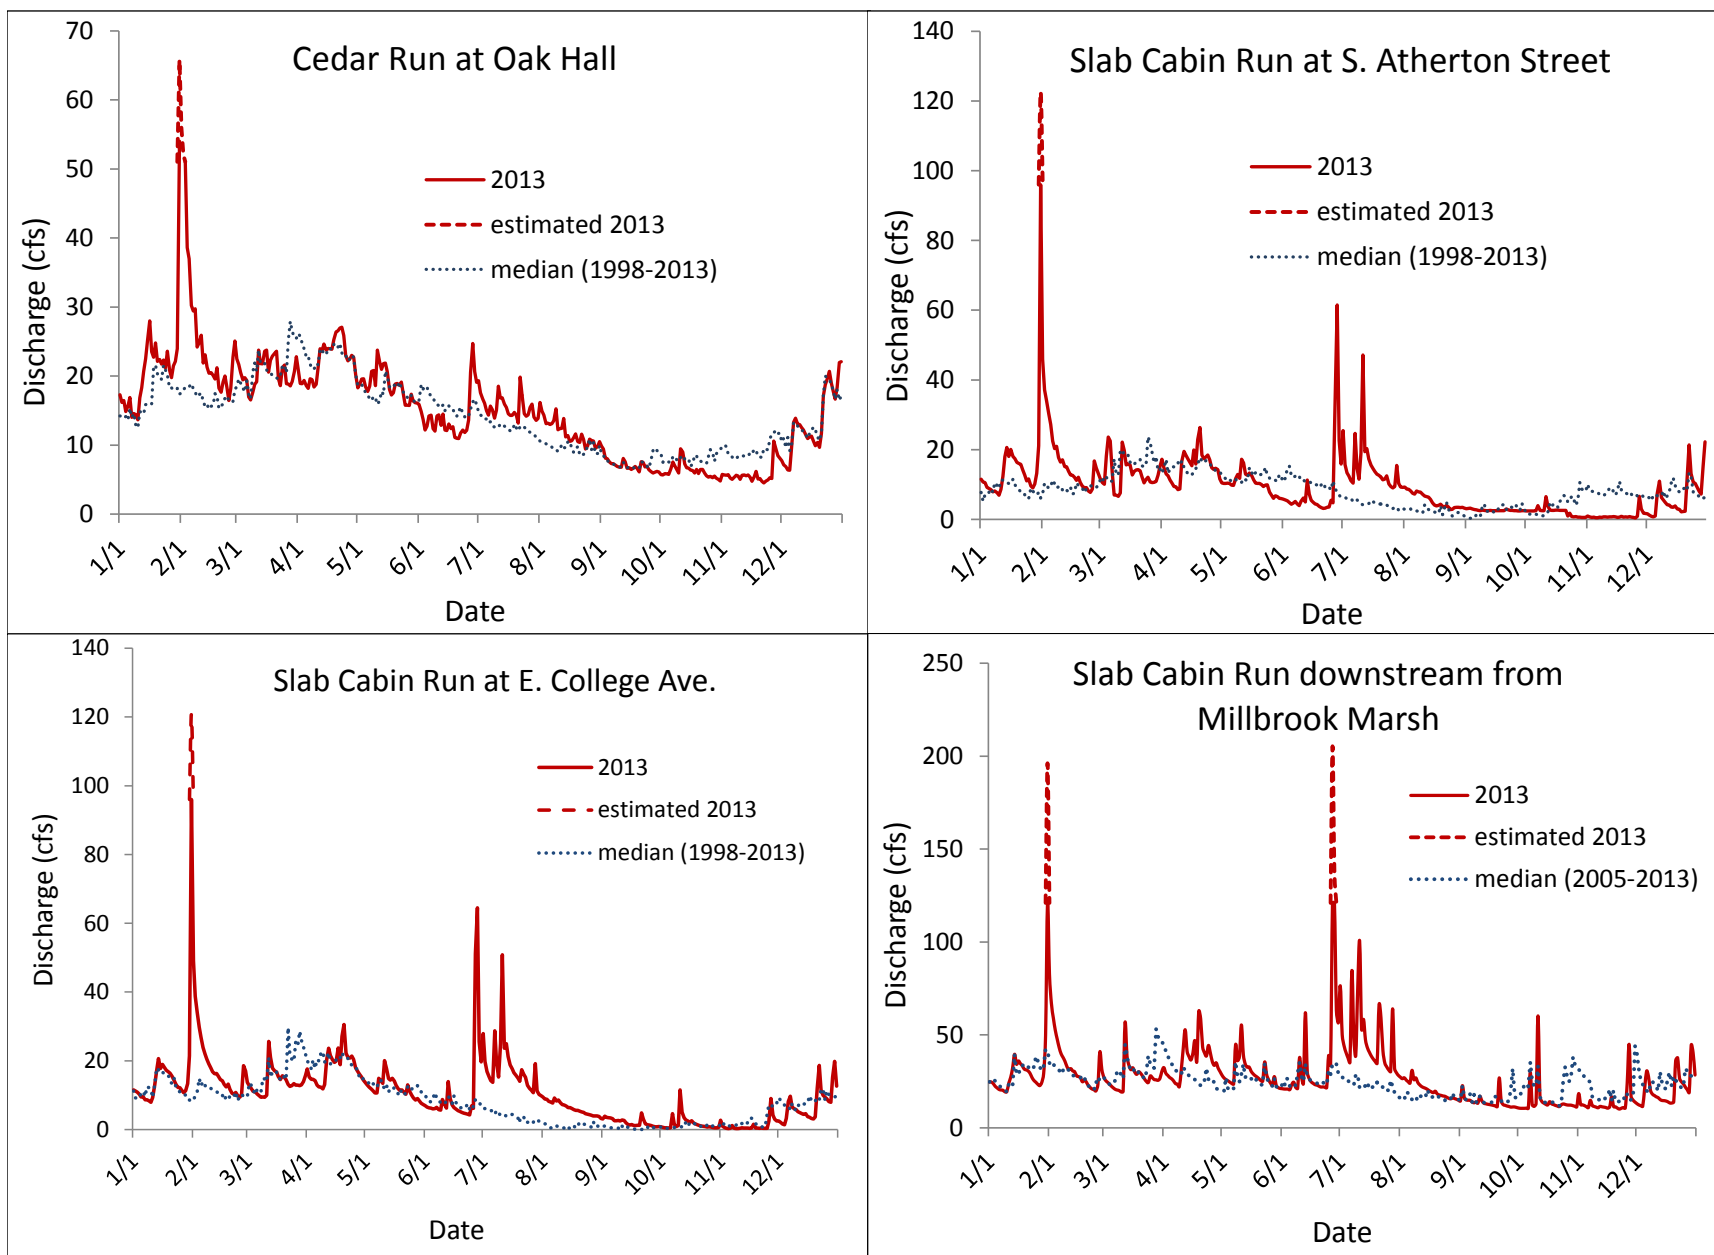 Cedar Run at Oak Hall
70
60
50
40
30
20
10
0
Discharge (cfs)
2013
estimated 2013
median (1998-2013)
1/1 2/1 3/1 4/1 5/1 6/1 7/1 8/1 9/1 10/1 11/1 12/1
Date
Slab Cabin Run at S. Atherton Street
140
120
100
80
60
40
20
0
Discharge (cfs)
2013
estimated 2013
median (1998-2013)
1/1 2/1 3/1 4/1 5/1 6/1 7/1 8/1 9/1 10/1 11/1 12/1
Date
Slab Cabin Run at E. College Ave.
140
120
100
80
60
40
20
0
Discharge (cfs)
2013
estimated 2013
median (1998-2013)
1/1 2/1 3/1 4/1 5/1 6/1 7/1 8/1 9/1 10/1 11/1 12/1
Date
Slab Cabin Run downstream from
Millbrook Marsh
250
200
150
100
50
0
Discharge (cfs)
2013
estimated 2013
median (2005-2013)
1/1 2/1 3/1 4/1 5/1 6/1 7/1 8/1 9/1 10/1 11/1 12/1
Date